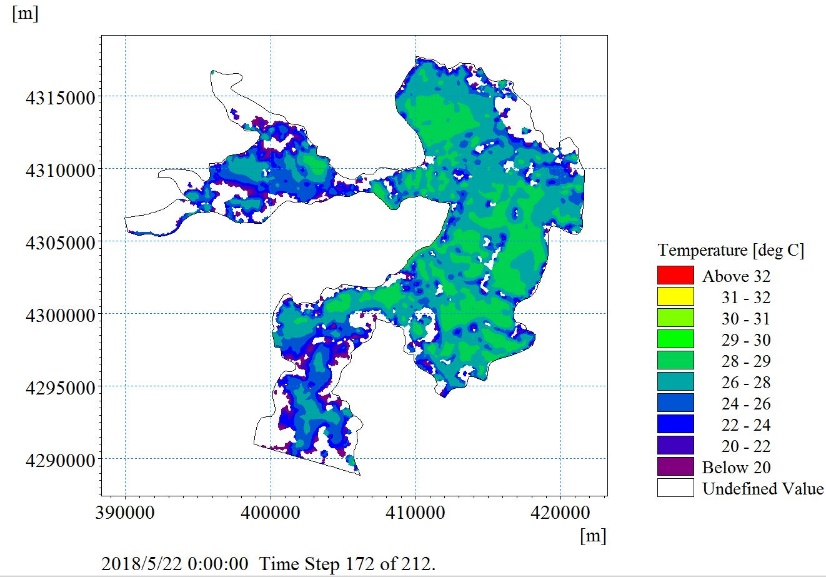 [m]
4315000
4310000
4305000
4300000
4295000
4290000
390000 400000 410000 420000
[m]
Temperature [deg C]
Above 32
31 - 32
30 - 31
29 - 30
28 - 29
26 - 28
24 - 26
22 - 24
20 - 22
Below 20
Undefined Value
2018/5/22 0:00:00 Time Step 172 of 212.